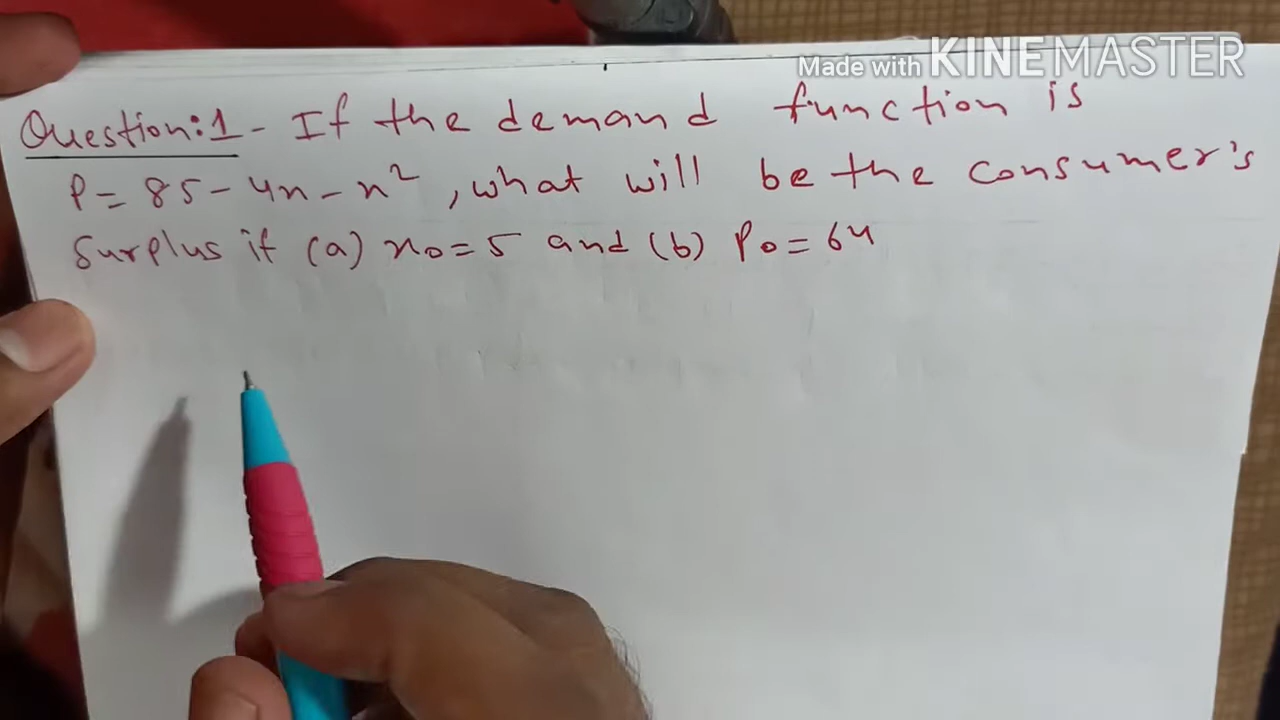 Made with KINEMASTER
Question:1 - If the demand function is
P = 85 - 4x - x², what will be the consumer's
Surplus if (a) x₀ = 5 and (b) P₀ = 64